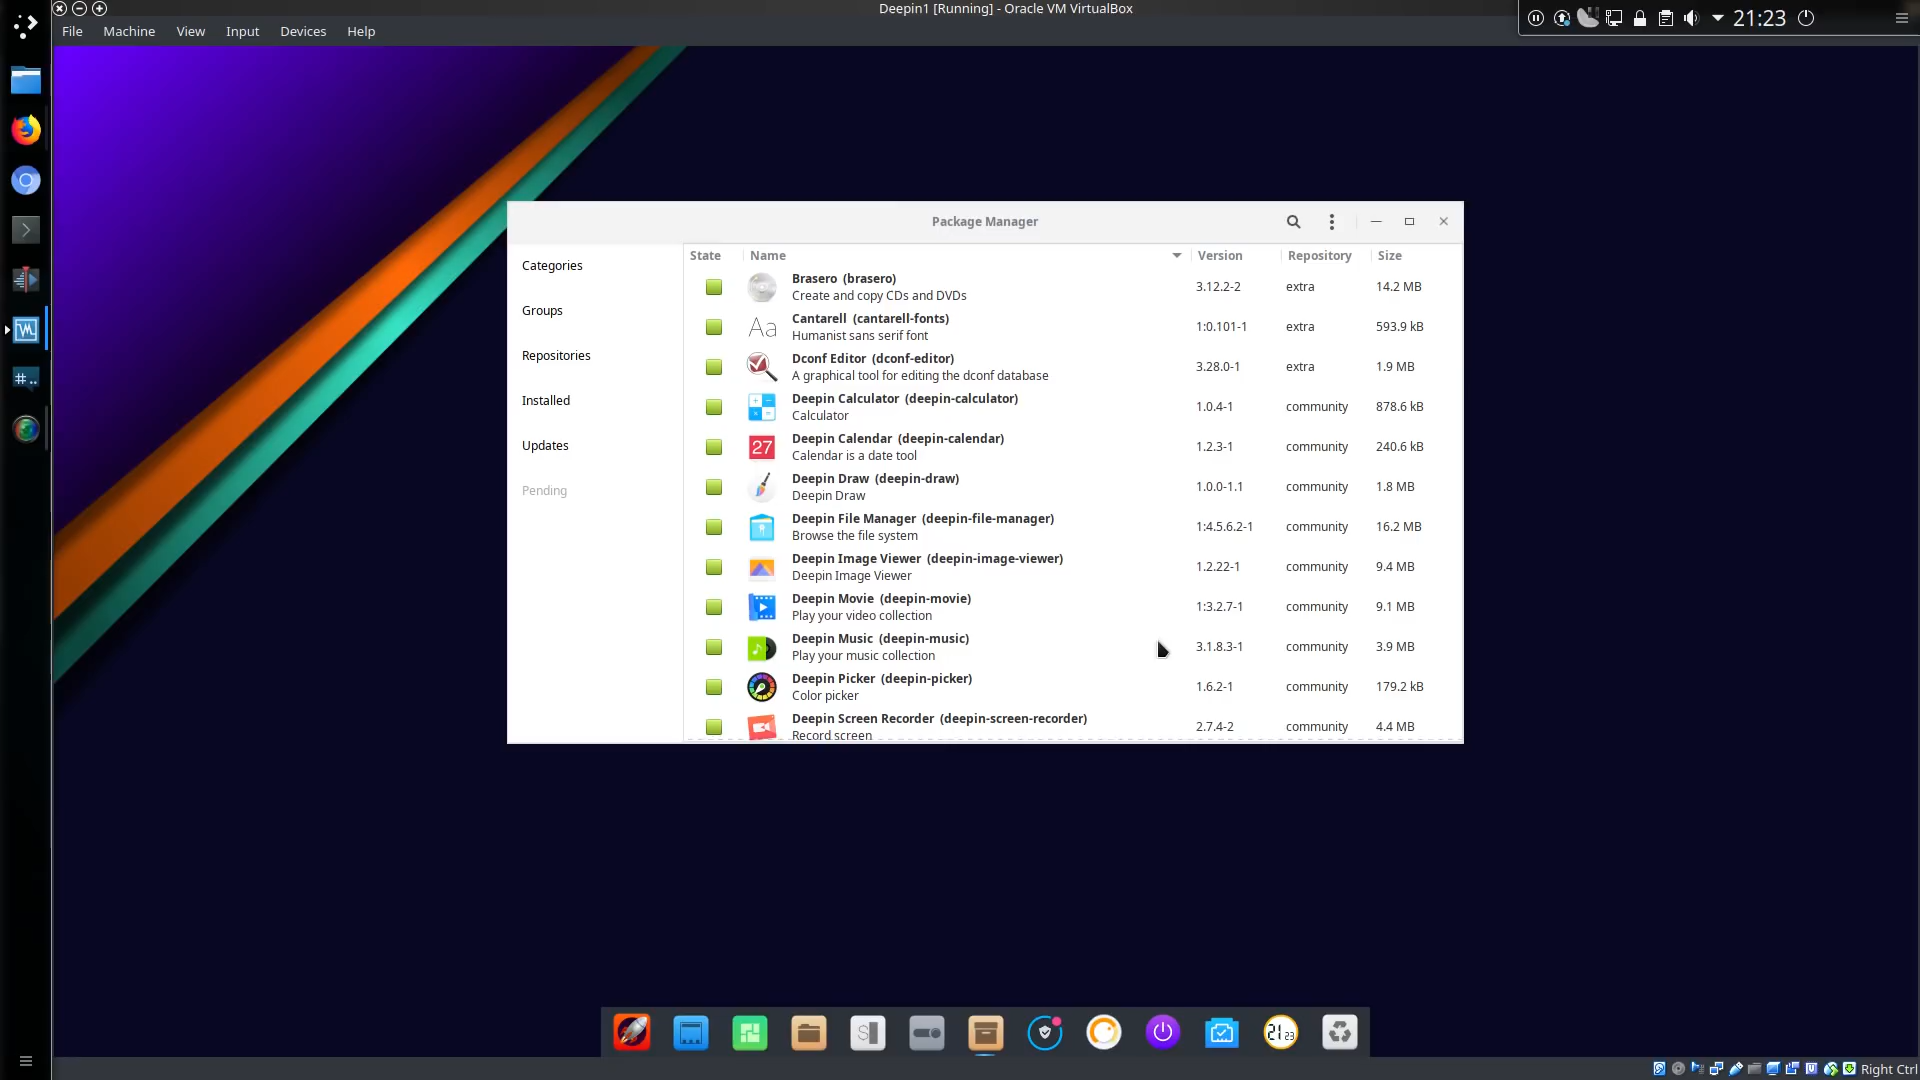 Deepin1 [Running] - Oracle VM VirtualBox
File Machine View Input Devices Help
21:23
Package Manager
Categories
Groups
Repositories
Installed
Updates
Pending
State Name Version Repository Size
Brasero (brasero)
Create and copy CDs and DVDs
3.12.2-2 extra 14.2 MB
Aa
Cantarell (cantarell-fonts)
Humanist sans serif font
1:0.101-1 extra 593.9 kB
Dconf Editor (dconf-editor)
A graphical tool for editing the dconf database
3.28.0-1 extra 1.9 MB
Deepin Calculator (deepin-calculator)
Calculator
1.0.4-1 community 878.6 kB
27
Deepin Calendar (deepin-calendar)
Calendar is a date tool
1.2.3-1 community 240.6 kB
Deepin Draw (deepin-draw)
Deepin Draw
1.0.0-1.1 community 1.8 MB
Deepin File Manager (deepin-file-manager)
Browse the file system
1:4.5.6.2-1 community 16.2 MB
Deepin Image Viewer (deepin-image-viewer)
Deepin Image Viewer
1.2.22-1 community 9.4 MB
Deepin Movie (deepin-movie)
Play your video collection
1:3.2.7-1 community 9.1 MB
Deepin Music (deepin-music)
Play your music collection
3.1.8.3-1 community 3.9 MB
Deepin Picker (deepin-picker)
Color picker
1.6.2-1 community 179.2 kB
Deepin Screen Recorder (deepin-screen-recorder)
Record screen
2.7.4-2 community 4.4 MB
21 23
Right Ctrl